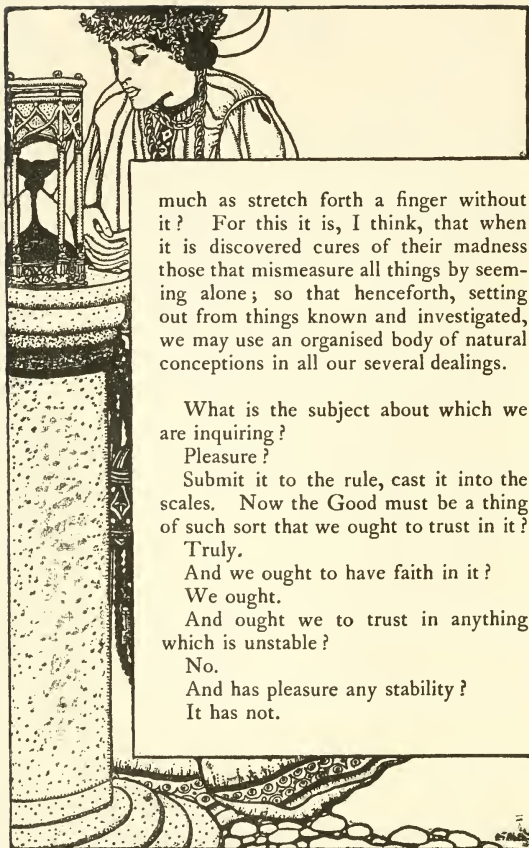 much as stretch forth a finger without
it ? For this it is, I think, that when
it is discovered cures of their madness
those that mismeasure all things by seem-
ing alone ; so that henceforth, setting
out from things known and investigated,
we may use an organised body of natural
conceptions in all our several dealings.
What is the subject about which we
are inquiring ?
Pleasure ?
Submit it to the rule, cast it into the
scales. Now the Good must be a thing
of such sort that we ought to trust in it ?
Truly.
And we ought to have faith in it ?
We ought.
And ought we to trust in anything
which is unstable ?
No.
And has pleasure any stability ?
It has not.